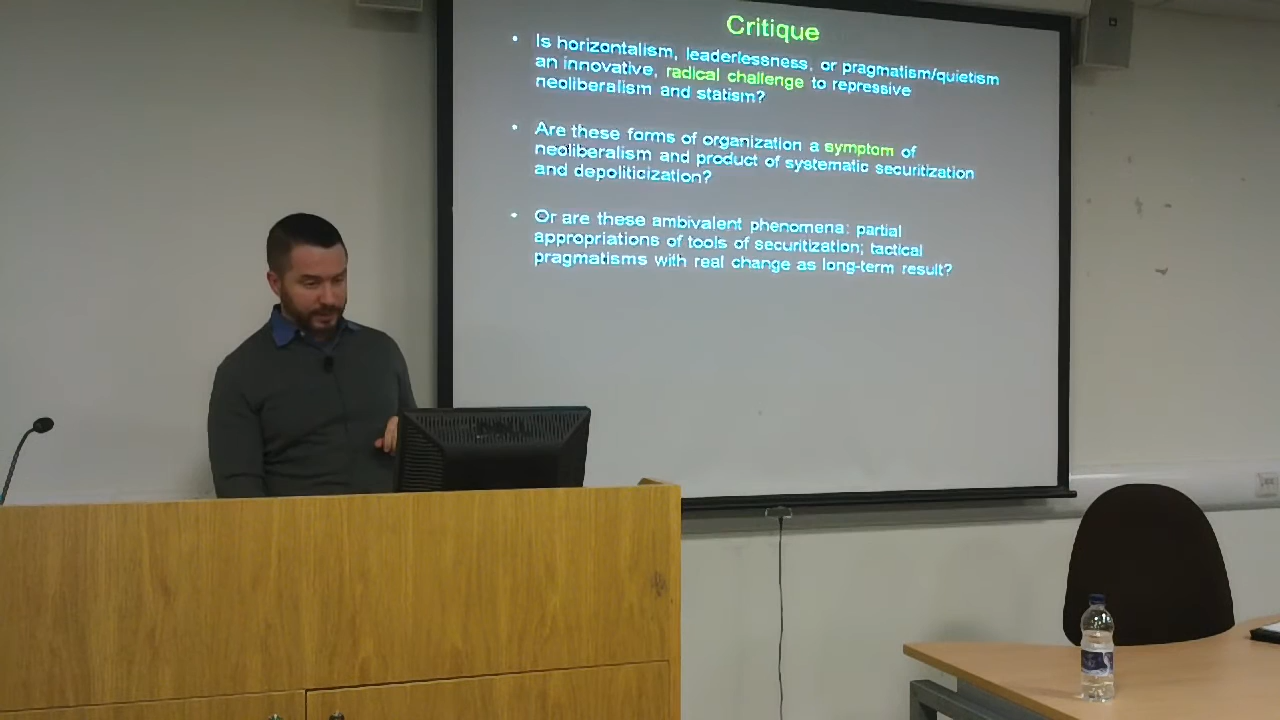 Critique
• Is horizontalism, leaderlessness, or pragmatism/quietism
an innovative, radical challenge to repressive
neoliberalism and statism?
• Are these forms of organization a symptom of
neoliberalism and product of systematic securitization
and depoliticization?
• Or are these ambivalent phenomena: partial
appropriations of tools of securitization; tactical
pragmatisms with real change as long-term result?